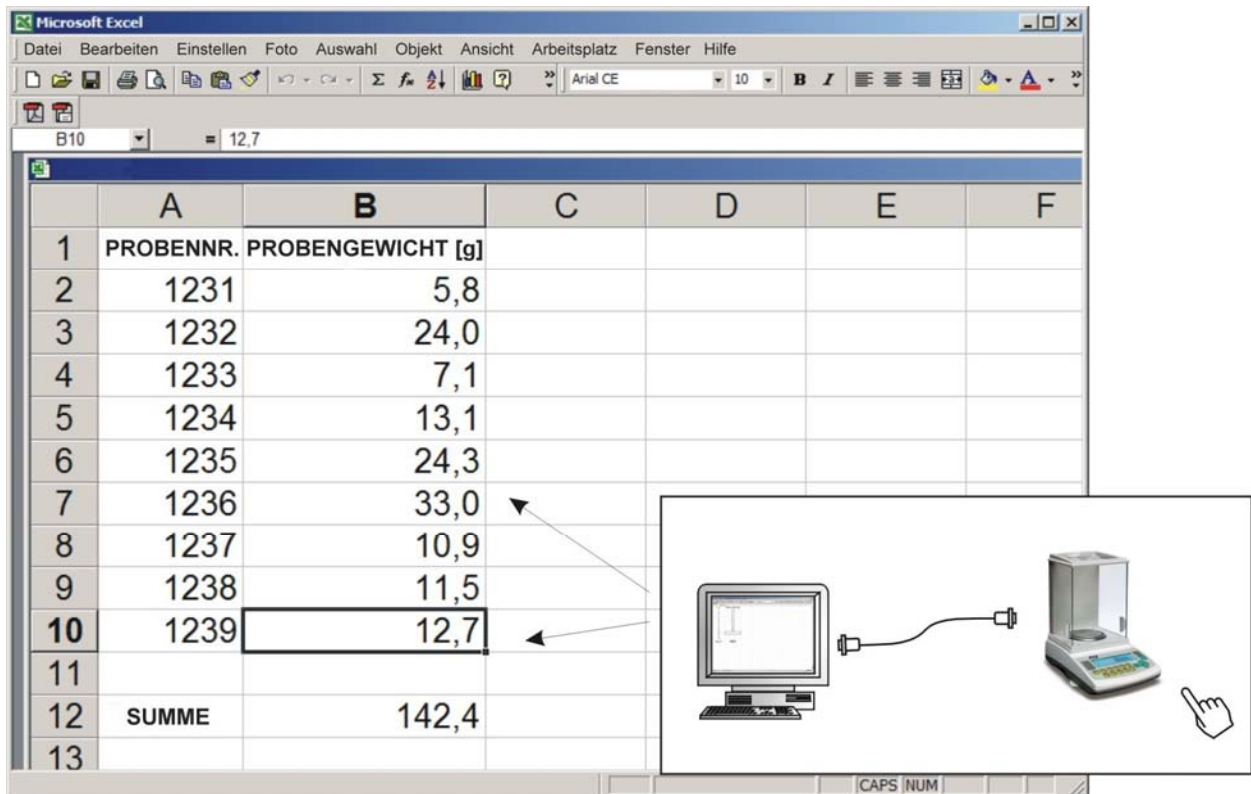 Microsoft Excel
Datei Bearbeiten Einstellen Foto Auswahl Objekt Ansicht Arbeitsplatz Fenster Hilfe
Arial CE 10 B I A
B10 = 12,7
A B C D E F
1 PROBENNR. PROBENGEWICHT [g]
2 1231 5,8
3 1232 24,0
4 1233 7,1
5 1234 13,1
6 1235 24,3
7 1236 33,0
8 1237 10,9
9 1238 11,5
10 1239 12,7
11
12 SUMME 142,4
13
CAPS NUM